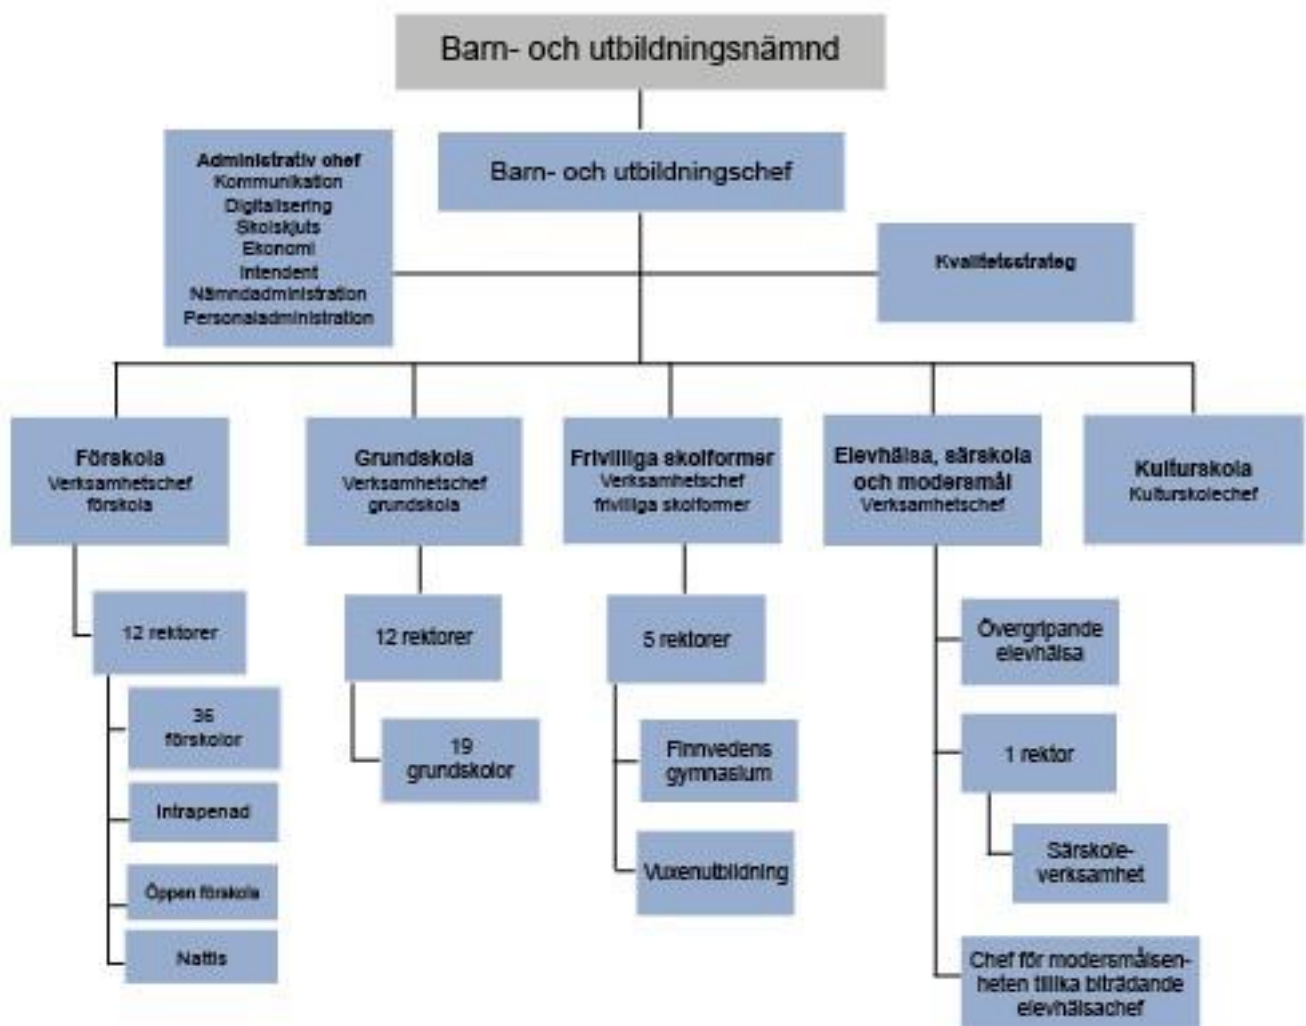 Barn- och utbildningsnämnd
Barn- och utbildningschef
Administrativ chef
Kommunikation
Digitalisering
Skolskjuts
Ekonomi
Intendent
Nämndadministration
Personaladministration
Kvalitetsstrateg
Förskola
Verksamhetschef
förskola
Grundskola
Verksamhetschef
grundskola
Frivilliga skolformer
Verksamhetschef
frivilliga skolformer
Elevhälsa, särskola
och modersmål
Verksamhetschef
Kulturskola
Kulturskolechef
12 rektorer
36
förskolor
Intrapenad
Öppen förskola
Nattis
12 rektorer
19
grundskolor
5 rektorer
Finnvedens
gymnasium
Vuxenutbildning
Övergripande
elevhälsa
1 rektor
Särskole-
verksamhet
Chef för modersmålsen-
heten tillika biträdande
elevhälsachef